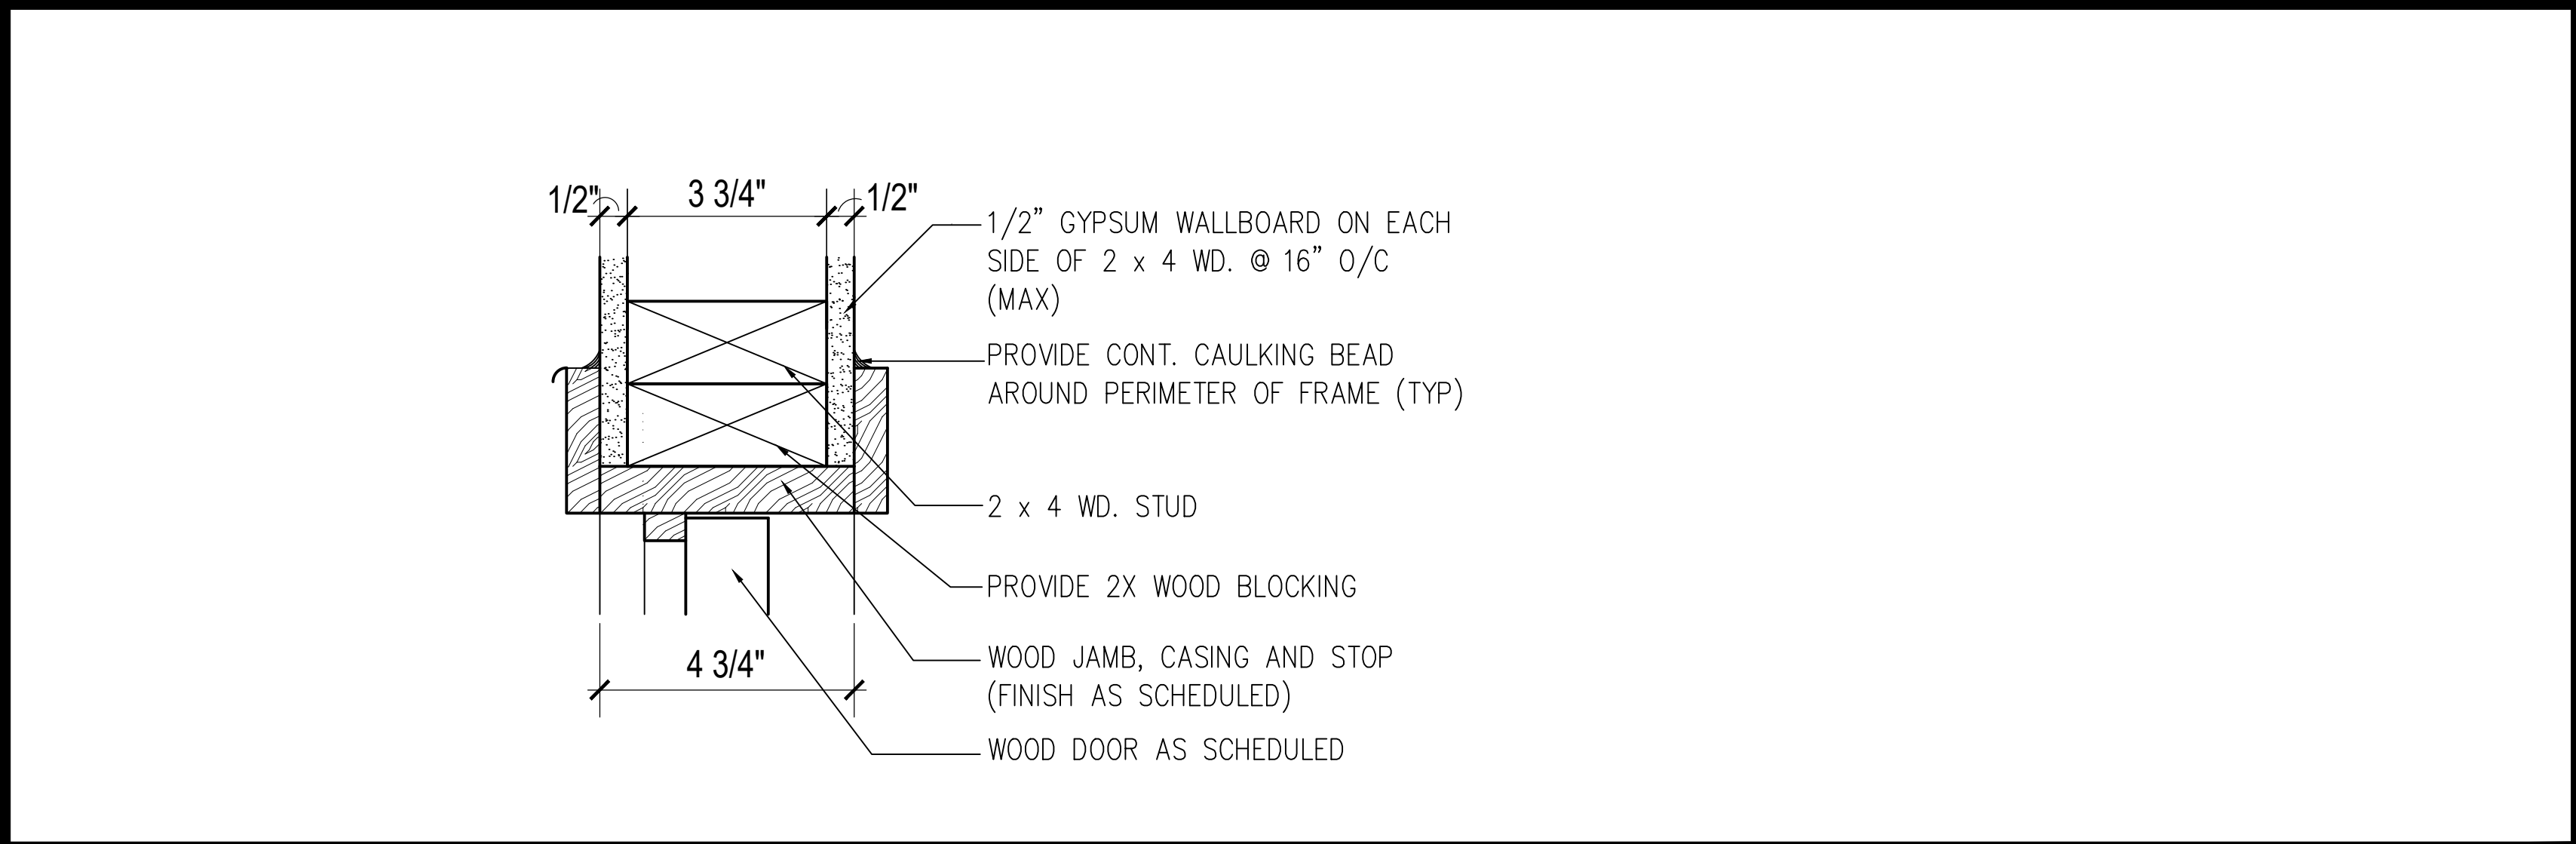 1/2" 3 3/4" 1/2"
1/2” GYPSUM WALLBOARD ON EACH
SIDE OF 2 x 4 WD. @ 16” O/C
(MAX)
PROVIDE CONT. CAULKING BEAD
AROUND PERIMETER OF FRAME (TYP)
2 x 4 WD. STUD
PROVIDE 2X WOOD BLOCKING
WOOD JAMB, CASING AND STOP
(FINISH AS SCHEDULED)
4 3/4"
WOOD DOOR AS SCHEDULED